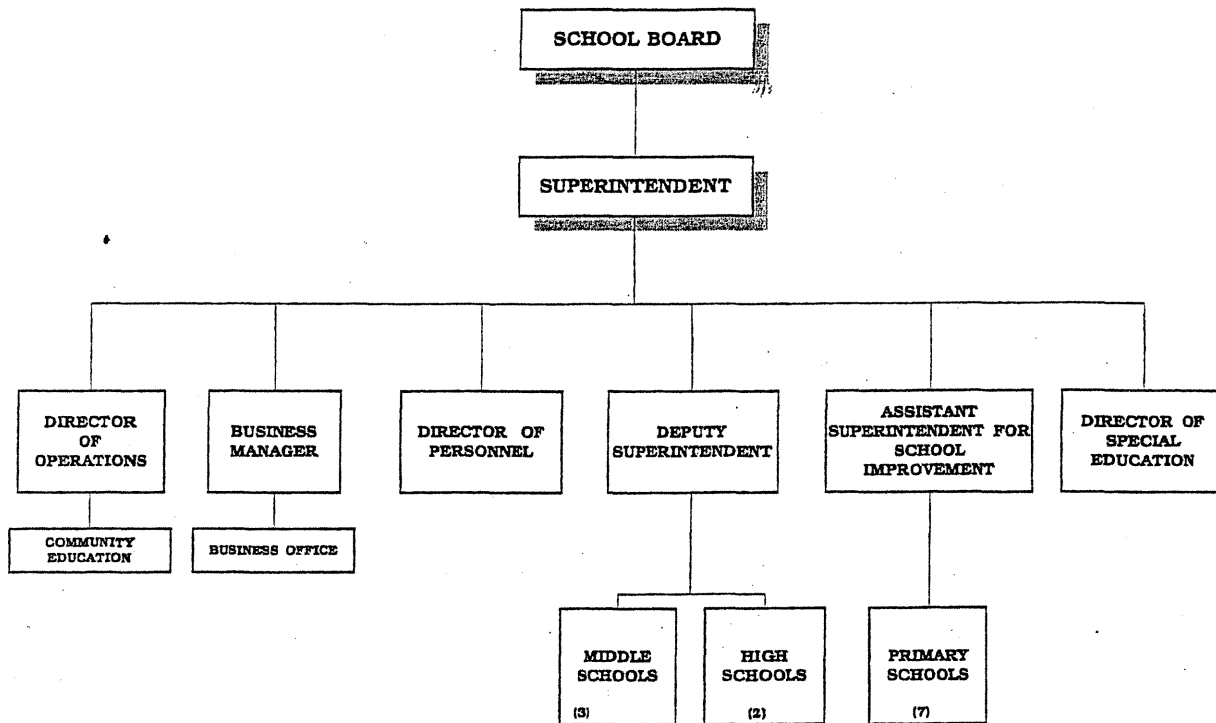 SCHOOL BOARD
SUPERINTENDENT
DIRECTOR
OF
OPERATIONS
BUSINESS
MANAGER
DIRECTOR OF
PERSONNEL
DEPUTY
SUPERINTENDENT
ASSISTANT
SUPERINTENDENT FOR
SCHOOL
IMPROVEMENT
DIRECTOR OF
SPECIAL
EDUCATION
COMMUNITY
EDUCATION
BUSINESS OFFICE
MIDDLE
SCHOOLS
(3)
HIGH
SCHOOLS
(2)
PRIMARY
SCHOOLS
(7)